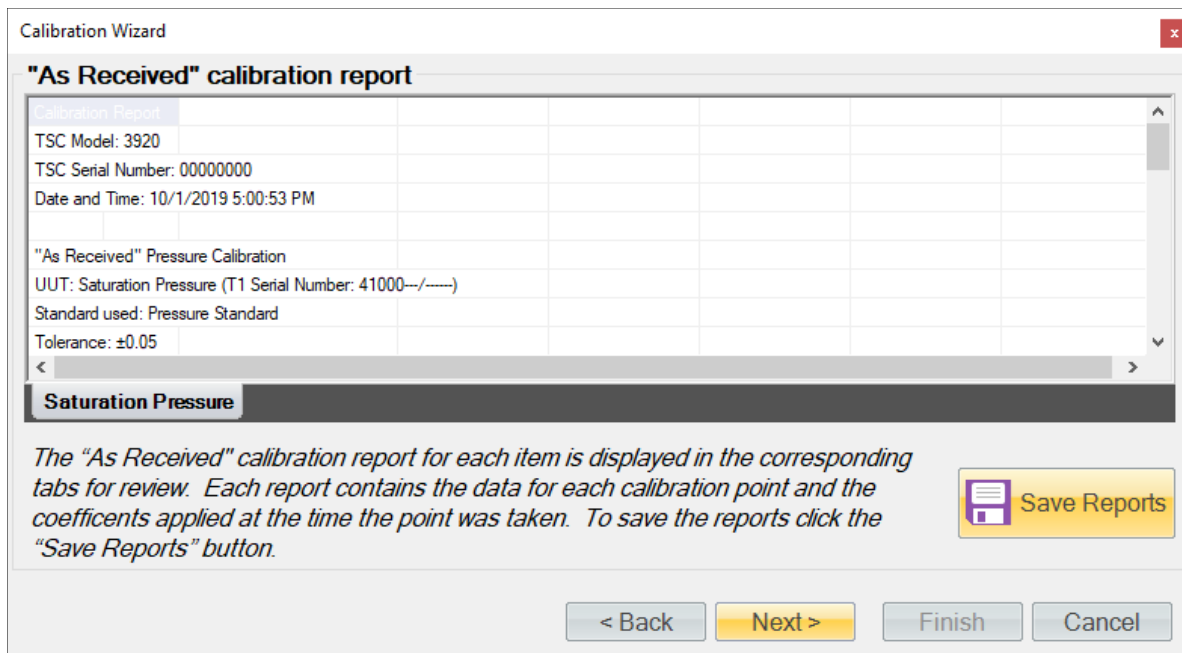 Calibration Wizard
x
"As Received" calibration report
Calibration Report
TSC Model: 3920
TSC Serial Number: 00000000
Date and Time: 10/1/2019 5:00:53 PM
"As Received" Pressure Calibration
UUT: Saturation Pressure (T1 Serial Number: 41000---/------)
Standard used: Pressure Standard
Tolerance: ±0.05
Saturation Pressure
The “As Received" calibration report for each item is displayed in the corresponding
tabs for review. Each report contains the data for each calibration point and the
coefficents applied at the time the point was taken. To save the reports click the
“Save Reports” button.
Save Reports
< Back
Next >
Finish
Cancel